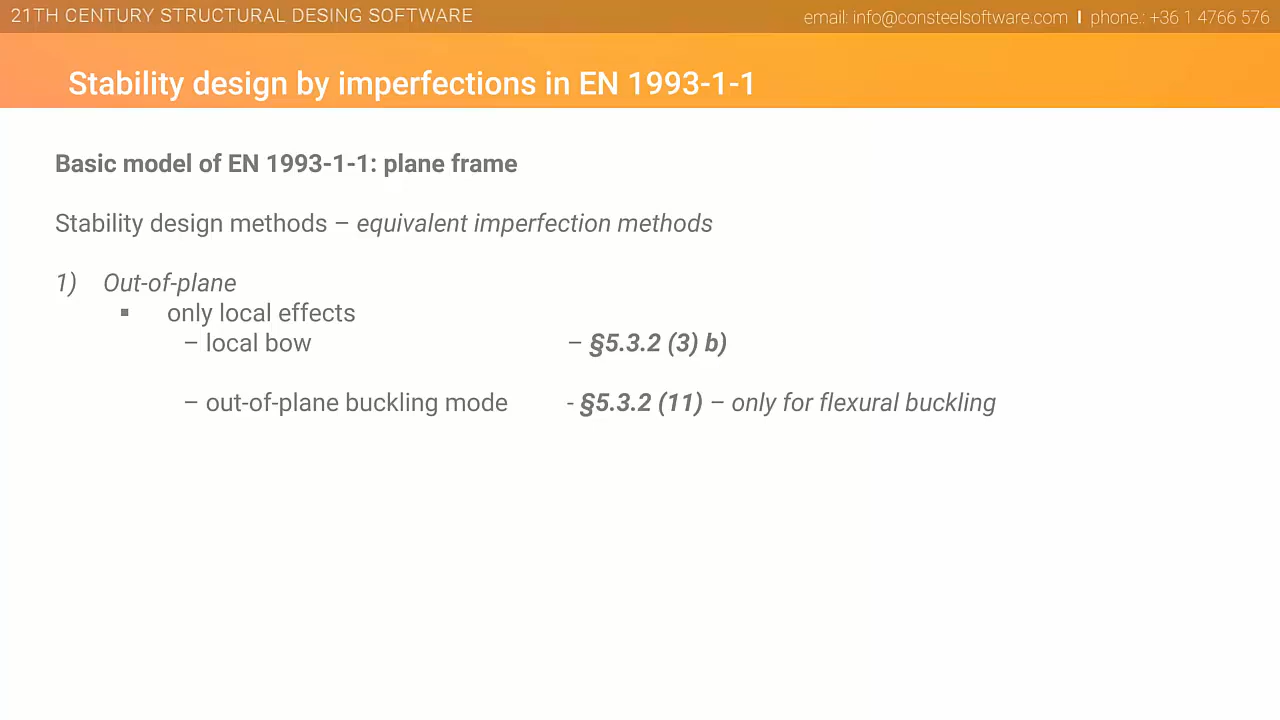 21TH CENTURY STRUCTURAL DESING SOFTWARE
email: info@consteelsoftware.com I phone.: +36 1 4766 576
Stability design by imperfections in EN 1993-1-1
Basic model of EN 1993-1-1: plane frame
Stability design methods – equivalent imperfection methods
1) Out-of-plane
▪ only local effects
– local bow – §5.3.2 (3) b)
– out-of-plane buckling mode - §5.3.2 (11) – only for flexural buckling